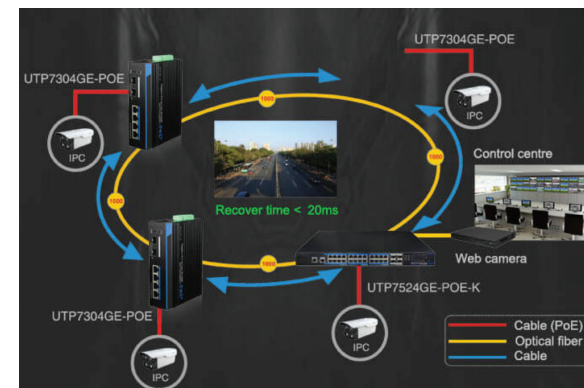 UTP7304GE-POE
UTP7304GE-POE
1000
IPC
IPC
1000
Control centre
1000
Recover time < 20ms
1000
Web camera
UTP7524GE-POE-K
UTP7304GE-POE
Cable (PoE)
IPC
Optical fiber
IPC
Cable